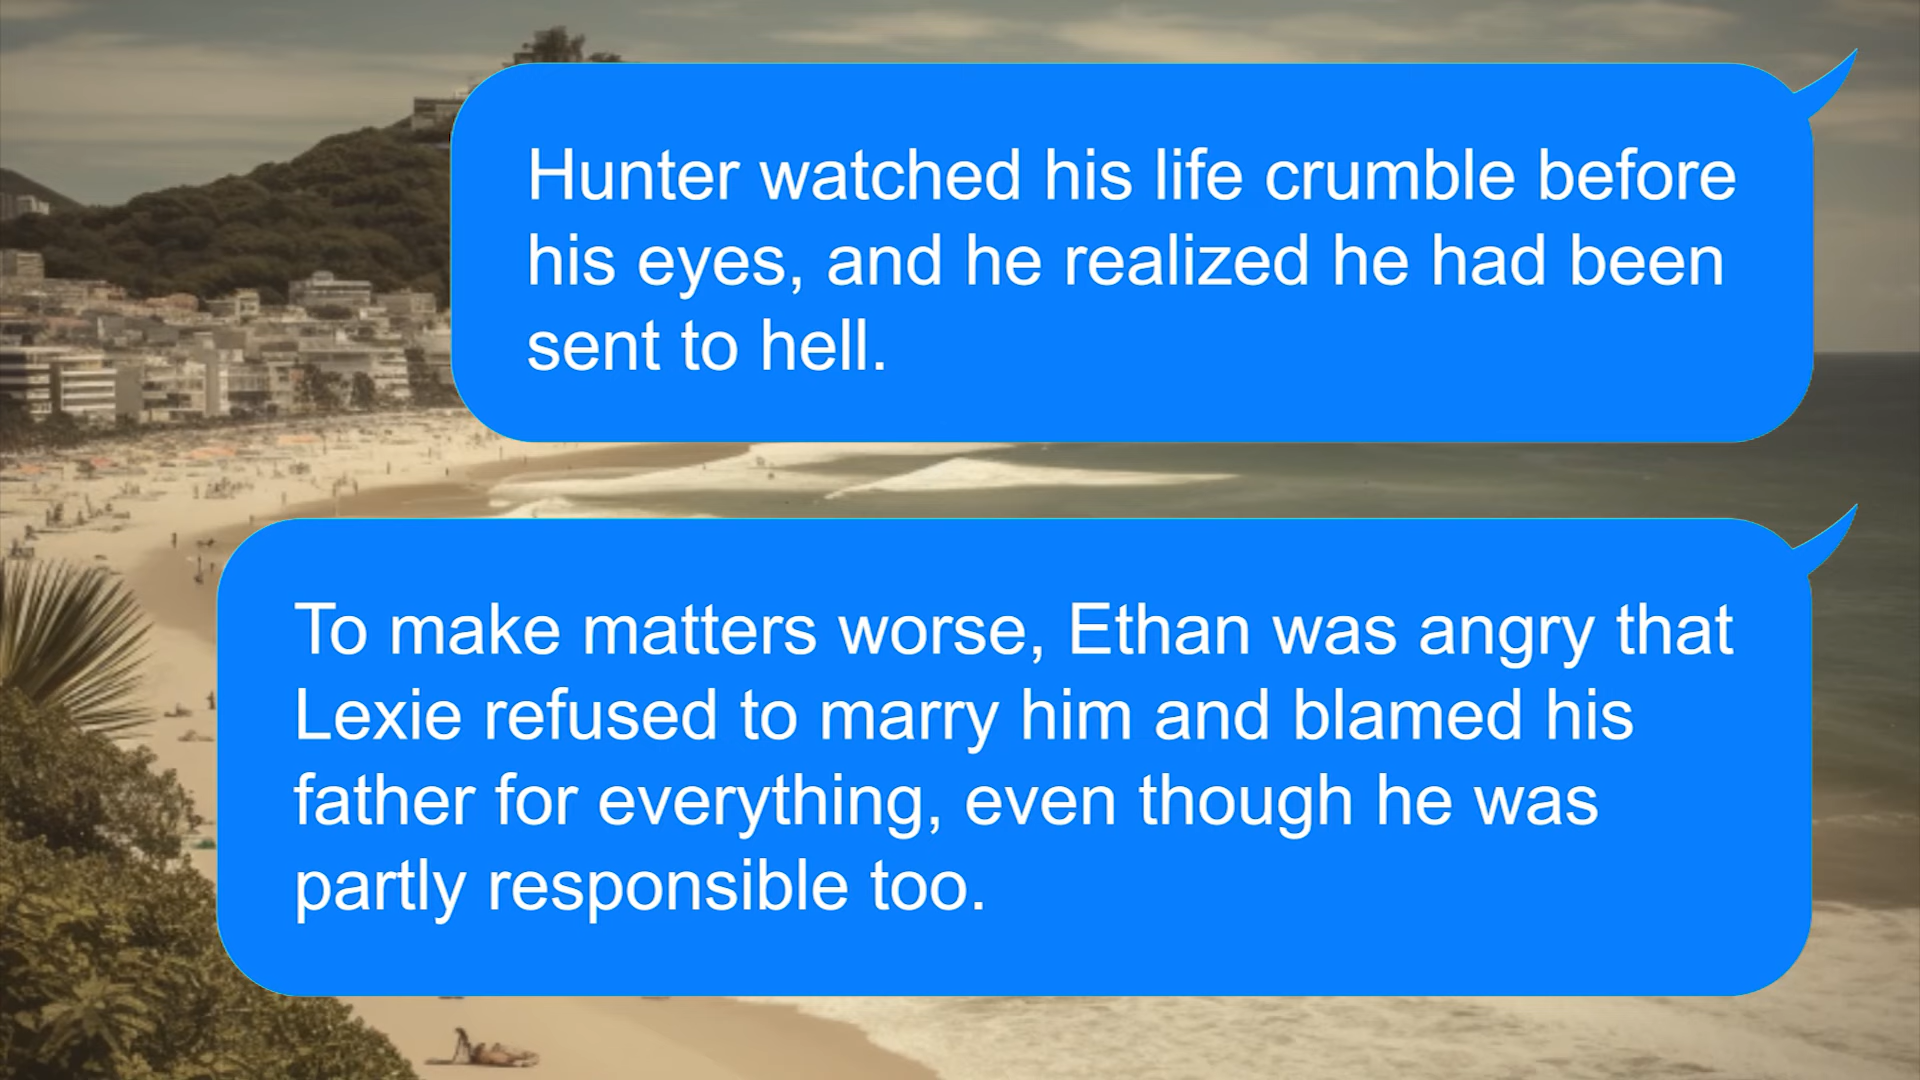 Hunter watched his life crumble before
his eyes, and he realized he had been
sent to hell.
To make matters worse, Ethan was angry that
Lexie refused to marry him and blamed his
father for everything, even though he was
partly responsible too.